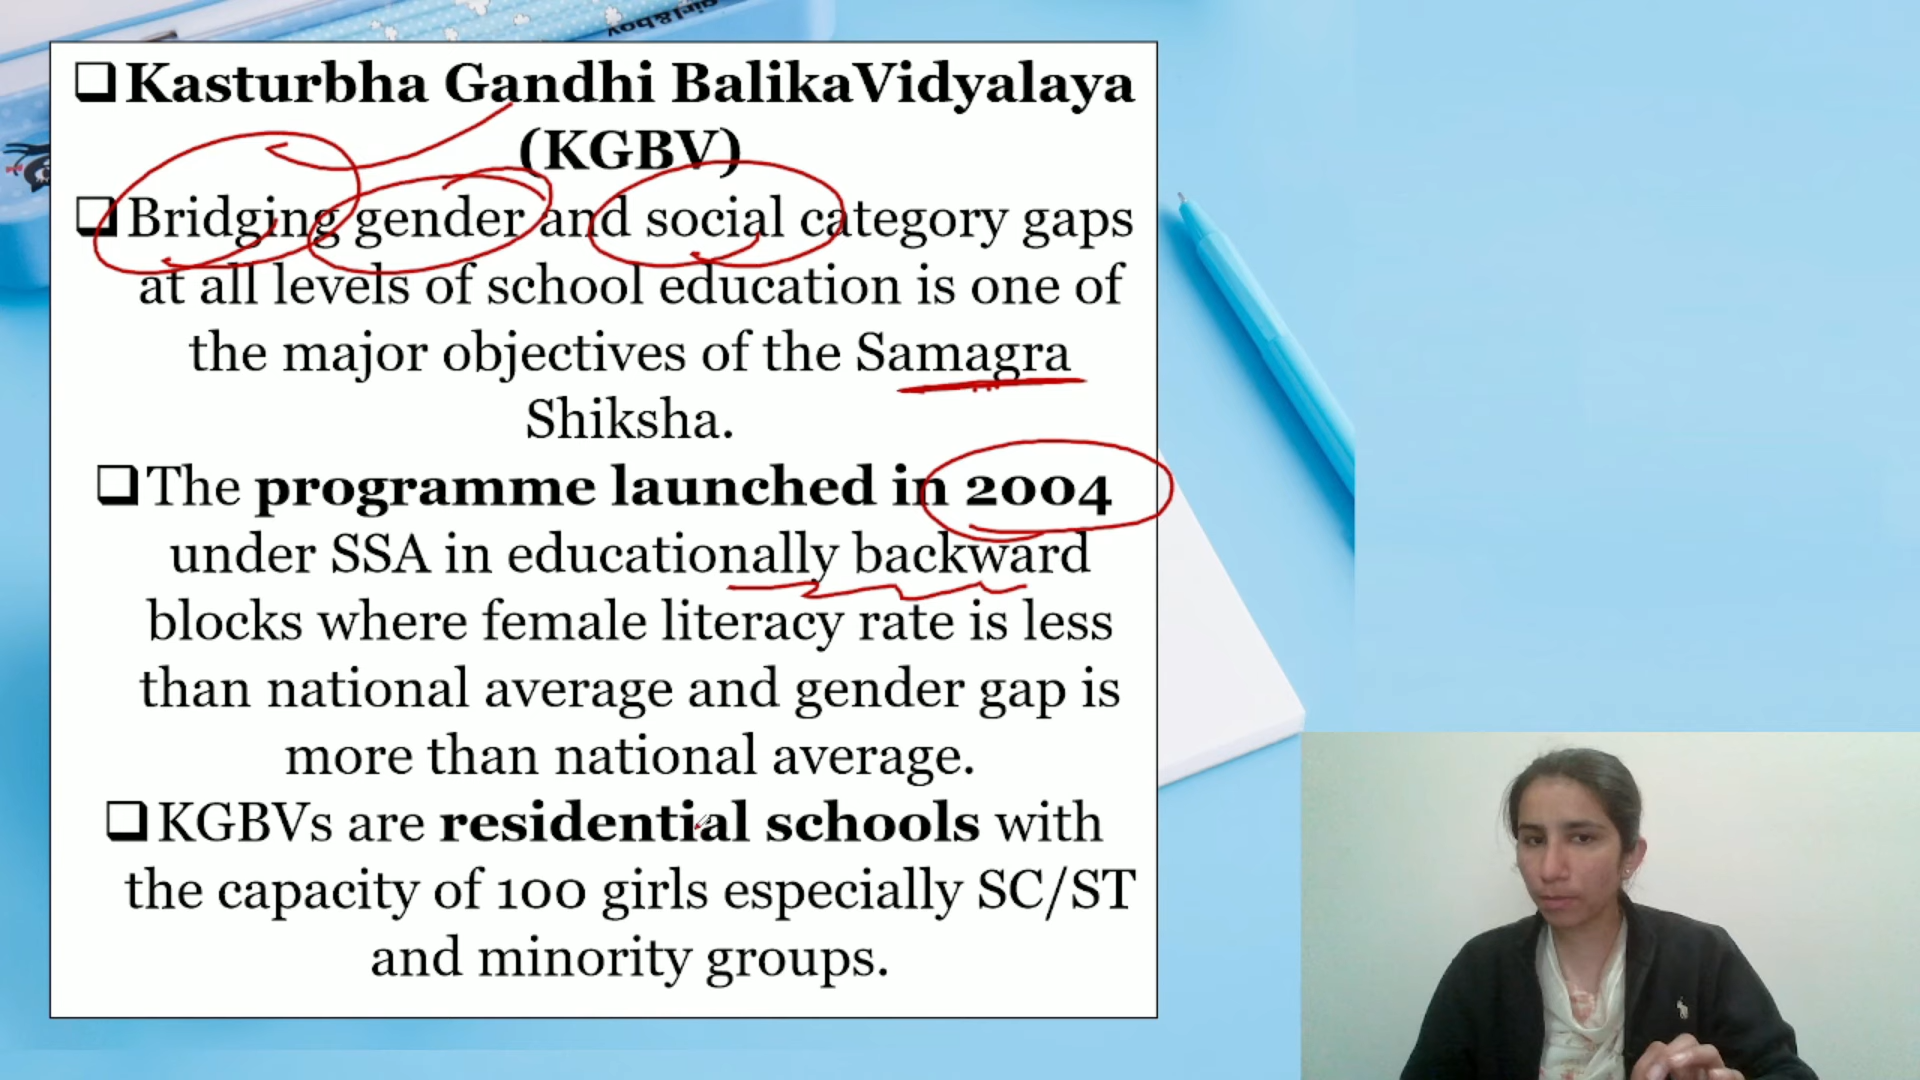 girl&boy
❑Kasturbha Gandhi BalikaVidyalaya
(KGBV)
❑Bridging gender and social category gaps
at all levels of school education is one of
the major objectives of the Samagra
Shiksha.
❑The programme launched in 2004
under SSA in educationally backward
blocks where female literacy rate is less
than national average and gender gap is
more than national average.
❑KGBVs are residential schools with
the capacity of 100 girls especially SC/ST
and minority groups.